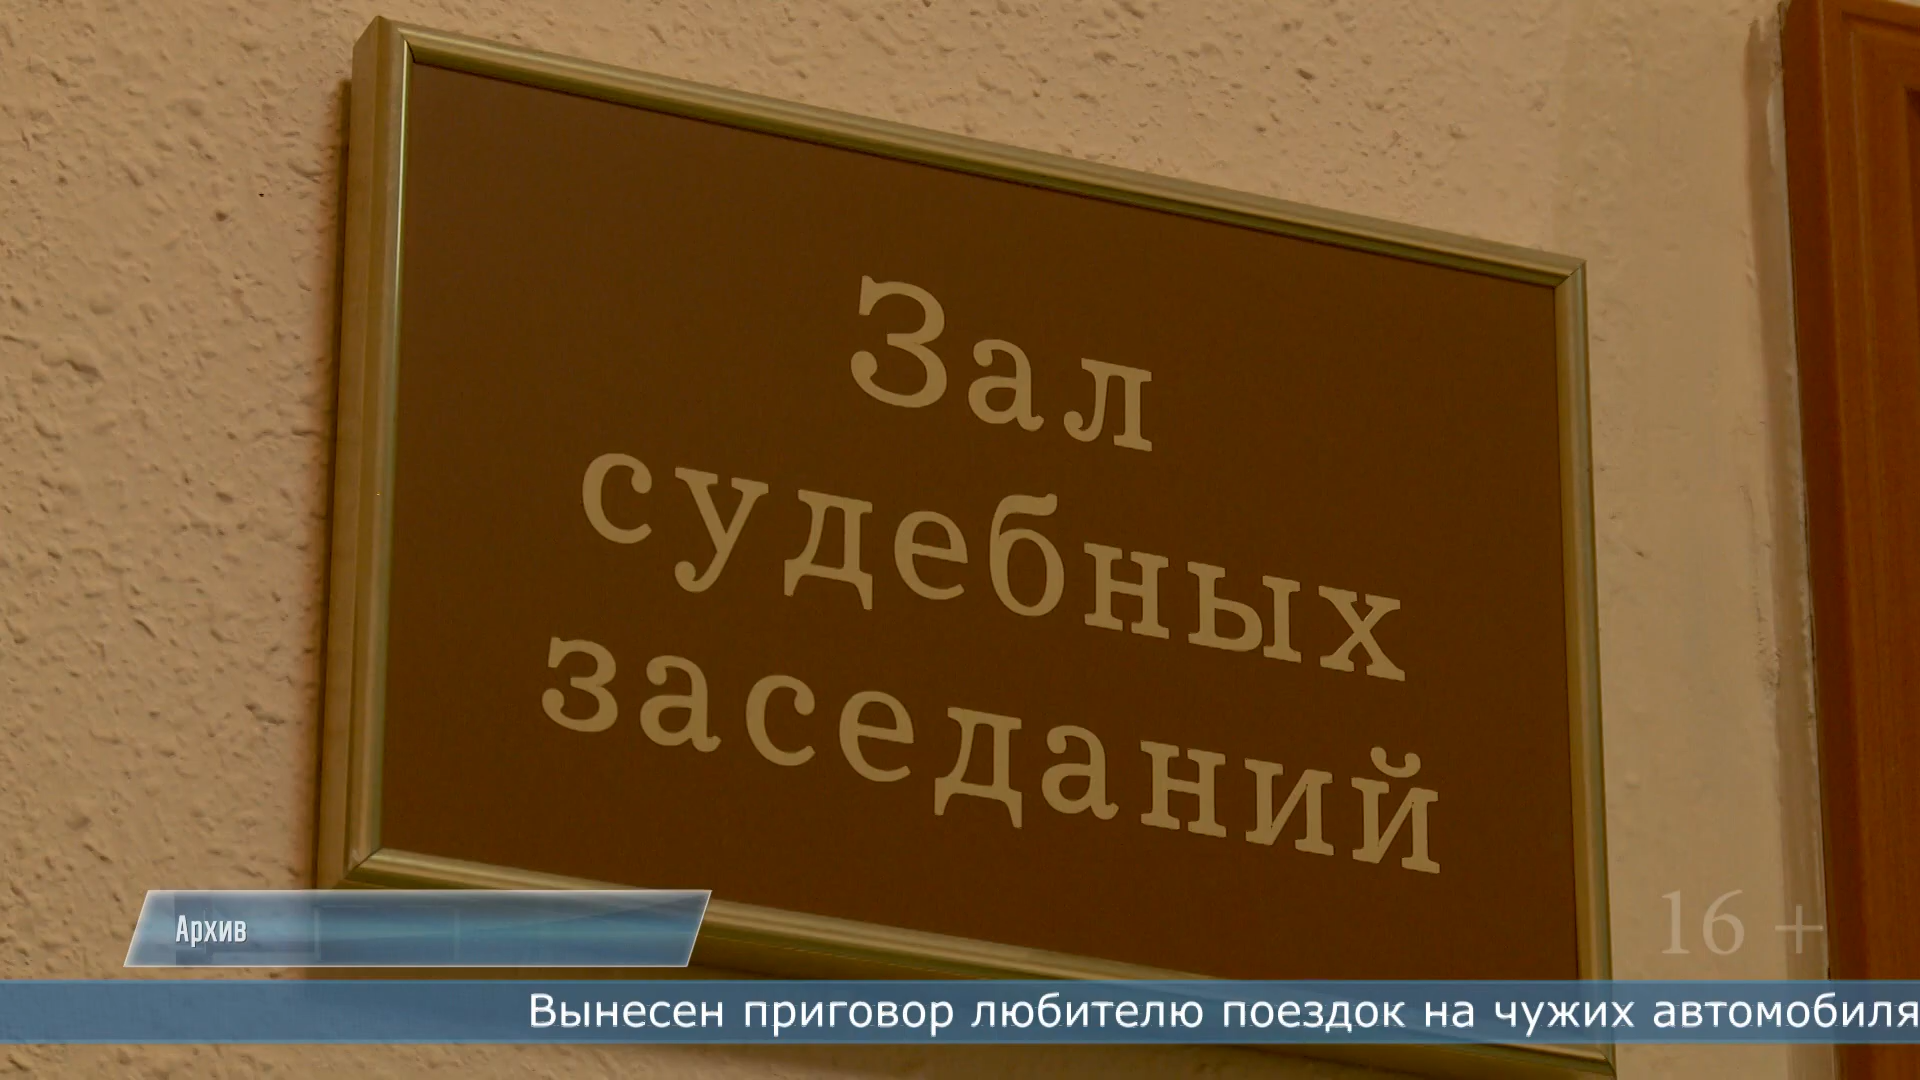 Зал
судебных
заседаний
Архив
16 +
Вынесен приговор любителю поездок на чужих автомобиля